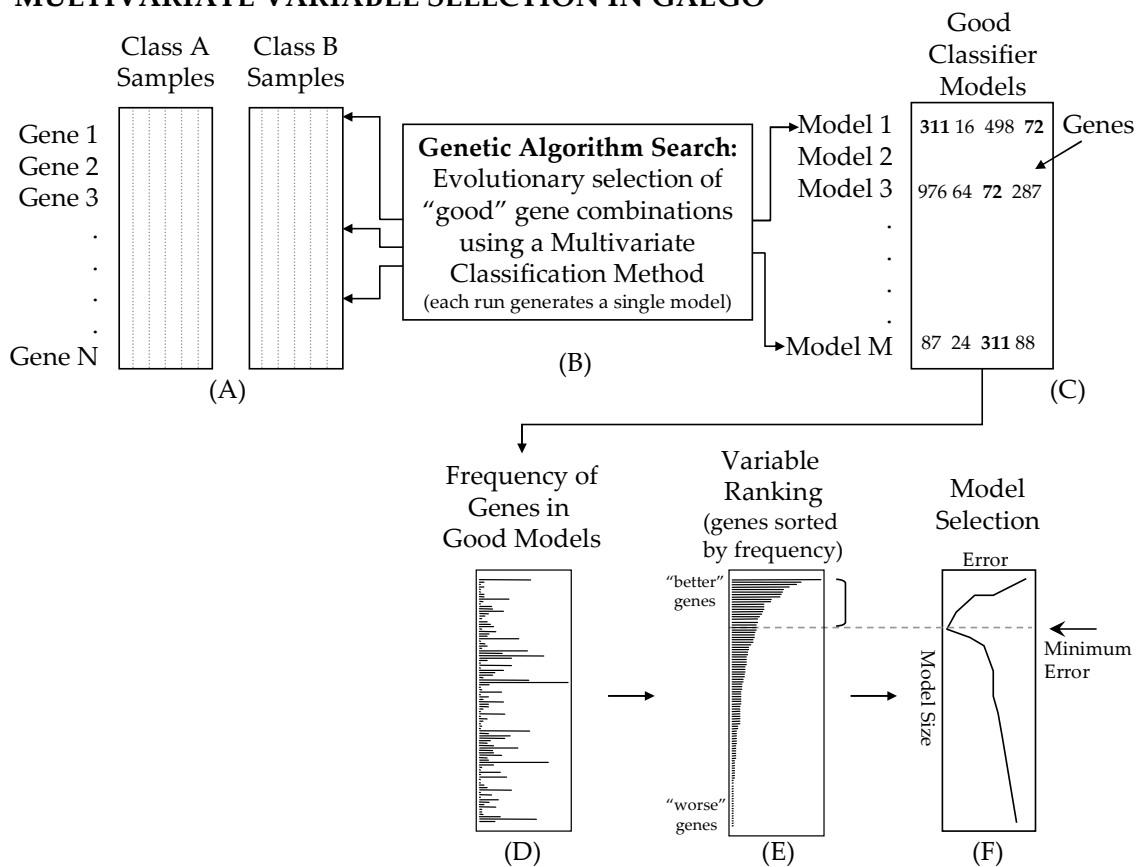 MULTIVARIATE VARIABLE SELECTION IN GALGO
Class A
Samples
Class B
Samples
Gene 1
Gene 2
Gene 3
.
.
.
.
Gene N
(A)
Genetic Algorithm Search:
Evolutionary selection of
“good” gene combinations
using a Multivariate
Classification Method
(each run generates a single model)
(B)
Good
Classifier
Models
Model 1
Model 2
Model 3
.
.
.
.
Model M
311 16 498 72
976 64 72 287
87 24 311 88
Genes
(C)
Frequency of
Genes in
Good Models
(D)
Variable
Ranking
(genes sorted
by frequency)
“better”
genes
“worse”
genes
(E)
Model
Selection
Error
Model Size
Minimum
Error
(F)